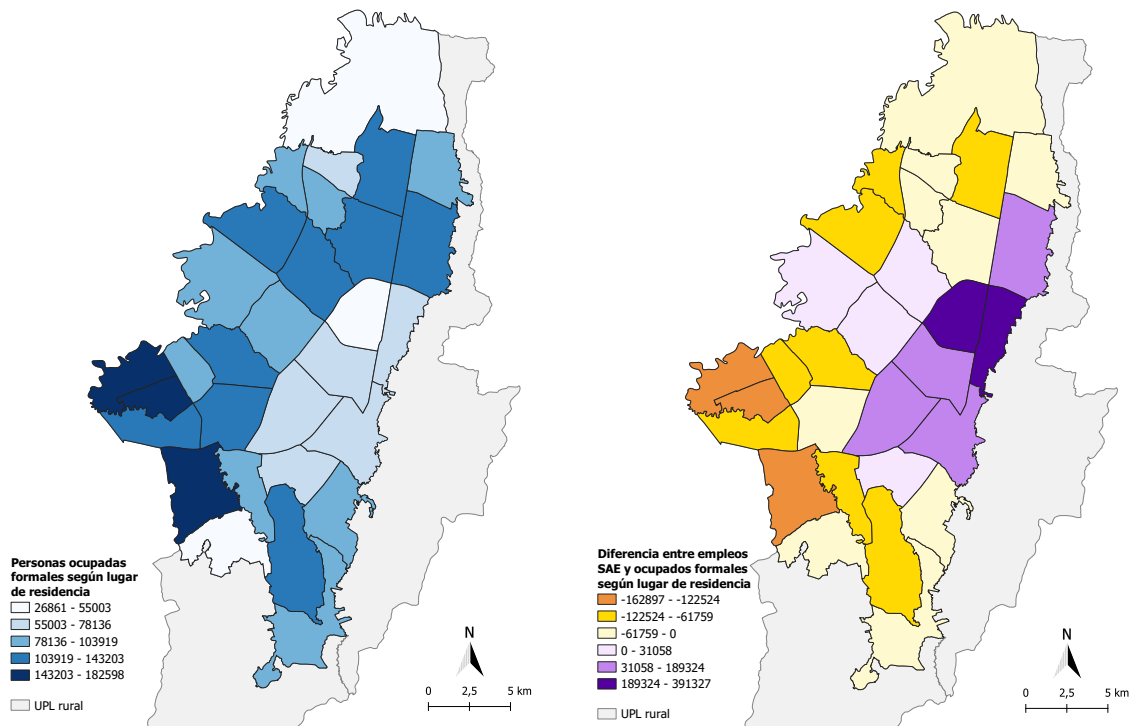 Personas ocupadas
formales según lugar
de residencia
26861 - 55003
55003 - 78136
78136 - 103919
103919 - 143203
143203 - 182598
UPL rural
N
0 2,5 5 km
Diferencia entre empleos
SAE y ocupados formales
según lugar de residencia
-162897 - -122524
-122524 - -61759
-61759 - 0
0 - 31058
31058 - 189324
189324 - 391327
UPL rural
N
0 2,5 5 km